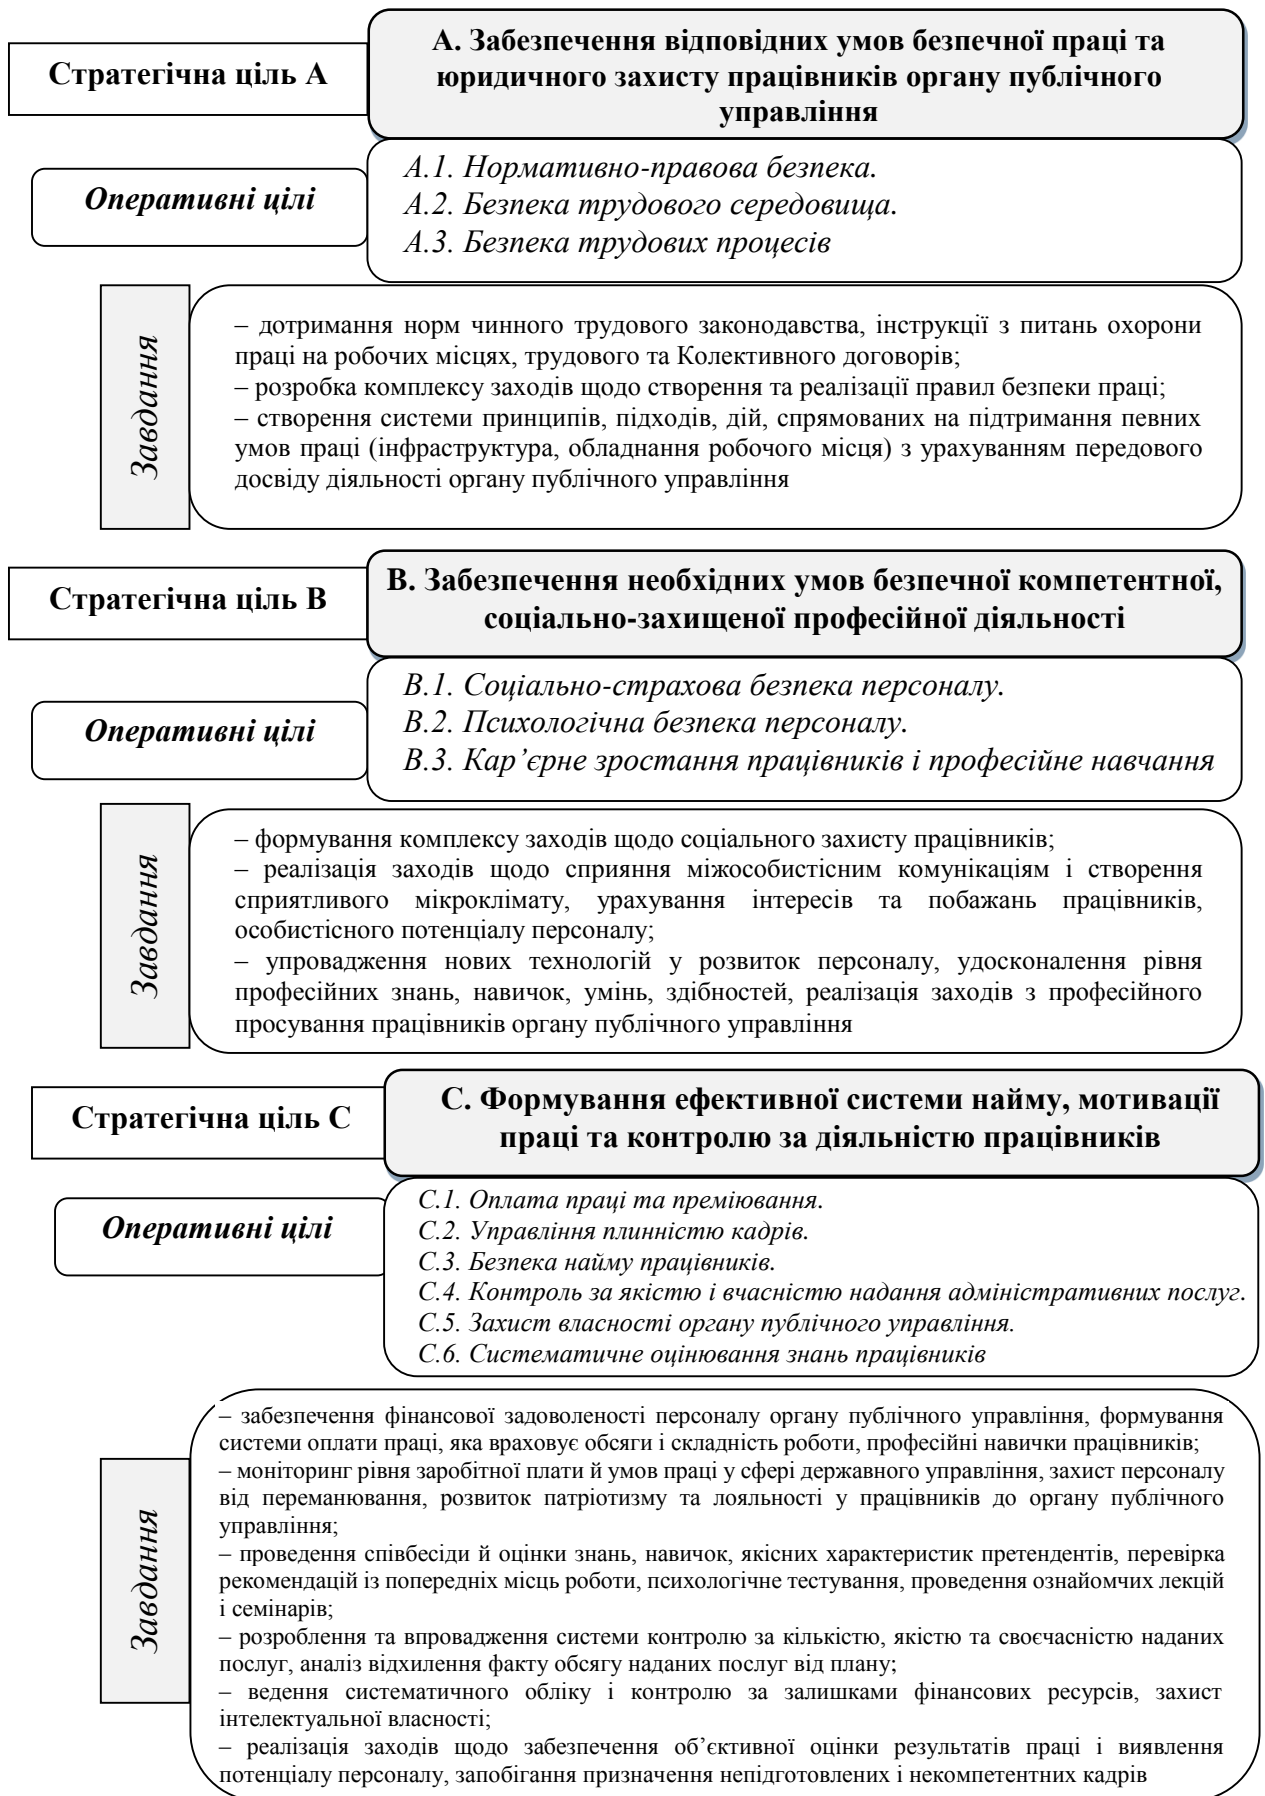 Стратегічна ціль А
А. Забезпечення відповідних умов безпечної праці та
юридичного захисту працівників органу публічного
управління
Оперативні цілі
А.1. Нормативно-правова безпека.
А.2. Безпека трудового середовища.
А.3. Безпека трудових процесів
Завдання
– дотримання норм чинного трудового законодавства, інструкції з питань охорони
праці на робочих місцях, трудового та Колективного договорів;
– розробка комплексу заходів щодо створення та реалізації правил безпеки праці;
– створення системи принципів, підходів, дій, спрямованих на підтримання певних
умов праці (інфраструктура, обладнання робочого місця) з урахуванням передового
досвіду діяльності органу публічного управління
Стратегічна ціль В
В. Забезпечення необхідних умов безпечної компетентної,
соціально-захищеної професійної діяльності
Оперативні цілі
В.1. Соціально-страхова безпека персоналу.
В.2. Психологічна безпека персоналу.
В.3. Кар’єрне зростання працівників і професійне навчання
Завдання
– формування комплексу заходів щодо соціального захисту працівників;
– реалізація заходів щодо сприяння міжособистісним комунікаціям і створення
сприятливого мікроклімату, урахування інтересів та побажань працівників,
особистісного потенціалу персоналу;
– упровадження нових технологій у розвиток персоналу, удосконалення рівня
професійних знань, навичок, умінь, здібностей, реалізація заходів з професійного
просування працівників органу публічного управління
Стратегічна ціль С
С. Формування ефективної системи найму, мотивації
праці та контролю за діяльністю працівників
Оперативні цілі
С.1. Оплата праці та преміювання.
С.2. Управління плинністю кадрів.
С.3. Безпека найму працівників.
С.4. Контроль за якістю і вчасністю надання адміністративних послуг.
С.5. Захист власності органу публічного управління.
С.6. Систематичне оцінювання знань працівників
Завдання
– забезпечення фінансової задоволеності персоналу органу публічного управління, формування
системи оплати праці, яка враховує обсяги і складність роботи, професійні навички працівників;
– моніторинг рівня заробітної плати й умов праці у сфері державного управління, захист персоналу
від переманювання, розвиток патріотизму та лояльності у працівників до органу публічного
управління;
– проведення співбесіди й оцінки знань, навичок, якісних характеристик претендентів, перевірка
рекомендацій із попередніх місць роботи, психологічне тестування, проведення ознайомчих лекцій
і семінарів;
– розроблення та впровадження системи контролю за кількістю, якістю та своєчасністю наданих
послуг, аналіз відхилення факту обсягу наданих послуг від плану;
– ведення систематичного обліку і контролю за залишками фінансових ресурсів, захист
інтелектуальної власності;
– реалізація заходів щодо забезпечення об’єктивної оцінки результатів праці і виявлення
потенціалу персоналу, запобігання призначення непідготовлених і некомпетентних кадрів